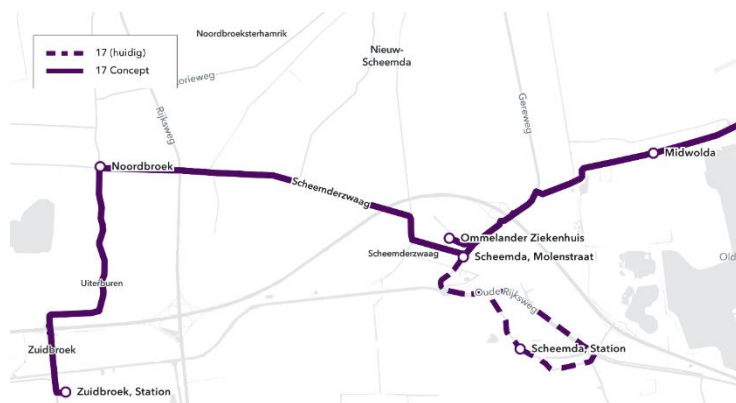 17 (huidig)
17 Concept
Noordbroeksterhamrik
Nieuw-
Scheemda
Rijksweg
Gereweg
Noordbroek
Midwolda
Scheemderzwaag
Ommelander Ziekenhuis
Scheemderzwaag
Scheemda, Molenstraat
Uiterburen
Oude Rijksweg
Zuidbroek
Scheemda, Station
Zuidbroek, Station